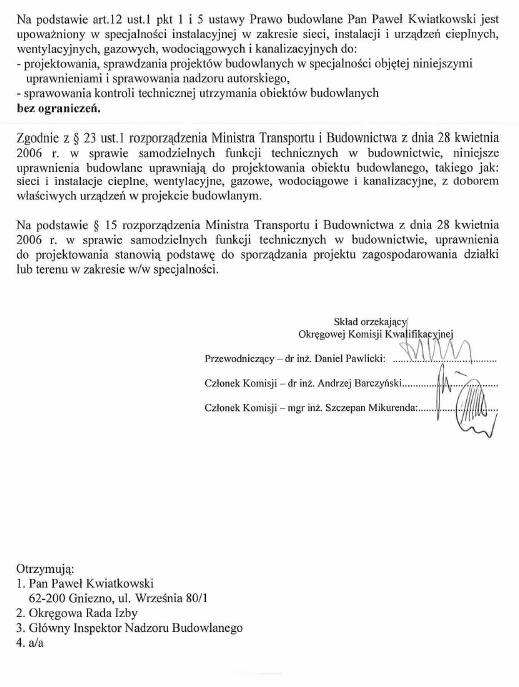 Na podstawie art.12 ust.1 pkt 1 i 5 ustawy Prawo budowlane Pan Paweł Kwiatkowski jest
upoważniony w specjalności instalacyjnej w zakresie sieci, instalacji i urządzeń cieplnych,
wentylacyjnych, gazowych, wodociągowych i kanalizacyjnych do:
- projektowania, sprawdzania projektów budowlanych w specjalności objętej niniejszymi
uprawnieniami i sprawowania nadzoru autorskiego,
- sprawowania kontroli technicznej utrzymania obiektów budowlanych
bez ograniczeń.
Zgodnie z § 23 ust.1 rozporządzenia Ministra Transportu i Budownictwa z dnia 28 kwietnia
2006 r. w sprawie samodzielnych funkcji technicznych w budownictwie, niniejsze
uprawnienia budowlane uprawniają do projektowania obiektu budowlanego, takiego jak:
sieci i instalacje cieplne, wentylacyjne, gazowe, wodociągowe i kanalizacyjne, z doborem
właściwych urządzeń w projekcie budowlanym.
Na podstawie § 15 rozporządzenia Ministra Transportu i Budownictwa z dnia 28 kwietnia
2006 r. w sprawie samodzielnych funkcji technicznych w budownictwie, uprawnienia
do projektowania stanowią podstawę do sporządzania projektu zagospodarowania działki
lub terenu w zakresie w/w specjalności.
Skład orzekający
Okręgowej Komisji Kwalifikacyjnej
Przewodniczący – dr inż. Daniel Pawlicki:
Członek Komisji – dr inż. Andrzej Barczyński
Członek Komisji – mgr inż. Szczepan Mikurenda:
Otrzymują:
1. Pan Paweł Kwiatkowski
62-200 Gniezno, ul. Września 80/1
2. Okręgowa Rada Izby
3. Główny Inspektor Nadzoru Budowlanego
4. a/a